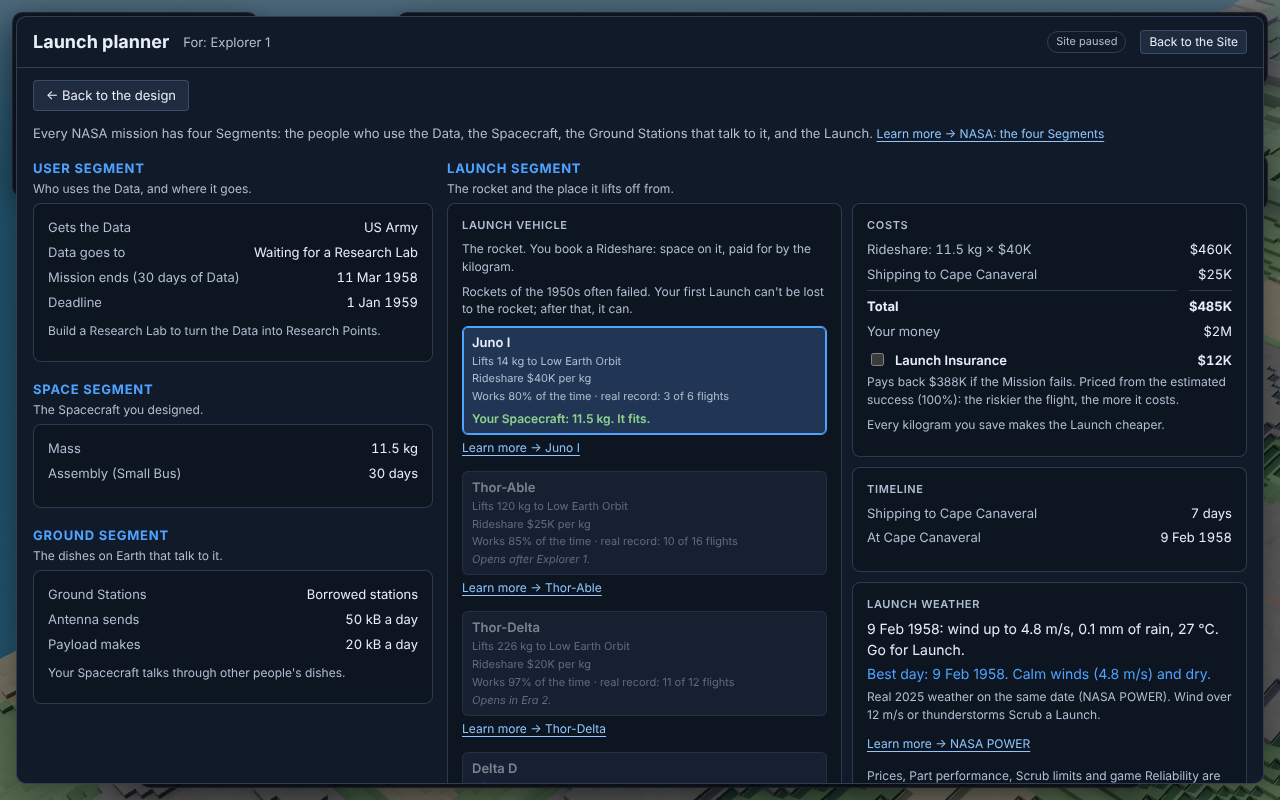 Launch planner
For: Explorer 1
Site paused
Back to the Site
← Back to the design
Every NASA mission has four Segments: the people who use the Data, the Spacecraft, the Ground Stations that talk to it, and the Launch. Learn more → NASA: the four Segments
USER SEGMENT
Who uses the Data, and where it goes.
Gets the Data US Army
Data goes to Waiting for a Research Lab
Mission ends (30 days of Data) 11 Mar 1958
Deadline 1 Jan 1959
Build a Research Lab to turn the Data into Research Points.
SPACE SEGMENT
The Spacecraft you designed.
Mass 11.5 kg
Assembly (Small Bus) 30 days
GROUND SEGMENT
The dishes on Earth that talk to it.
Ground Stations Borrowed stations
Antenna sends 50 kB a day
Payload makes 20 kB a day
Your Spacecraft talks through other people's dishes.
LAUNCH SEGMENT
The rocket and the place it lifts off from.
LAUNCH VEHICLE
The rocket. You book a Rideshare: space on it, paid for by the
kilogram.
Rockets of the 1950s often failed. Your first Launch can't be lost
to the rocket; after that, it can.
Juno I
Lifts 14 kg to Low Earth Orbit
Rideshare $40K per kg
Works 80% of the time · real record: 3 of 6 flights
Your Spacecraft: 11.5 kg. It fits.
Learn more → Juno I
Thor-Able
Lifts 120 kg to Low Earth Orbit
Rideshare $25K per kg
Works 85% of the time · real record: 10 of 16 flights
Opens after Explorer 1.
Learn more → Thor-Able
Thor-Delta
Lifts 226 kg to Low Earth Orbit
Rideshare $20K per kg
Works 97% of the time · real record: 11 of 12 flights
Opens in Era 2.
Learn more → Thor-Delta
Delta D
COSTS
Rideshare: 11.5 kg × $40K $460K
Shipping to Cape Canaveral $25K
Total $485K
Your money $2M
Launch Insurance $12K
Pays back $388K if the Mission fails. Priced from the estimated
success (100%): the riskier the flight, the more it costs.
Every kilogram you save makes the Launch cheaper.
TIMELINE
Shipping to Cape Canaveral 7 days
At Cape Canaveral 9 Feb 1958
LAUNCH WEATHER
9 Feb 1958: wind up to 4.8 m/s, 0.1 mm of rain, 27 °C.
Go for Launch.
Best day: 9 Feb 1958. Calm winds (4.8 m/s) and dry.
Real 2025 weather on the same date (NASA POWER). Wind over
12 m/s or thunderstorms Scrub a Launch.
Learn more → NASA POWER
Prices, Part performance, Scrub limits and game Reliability are